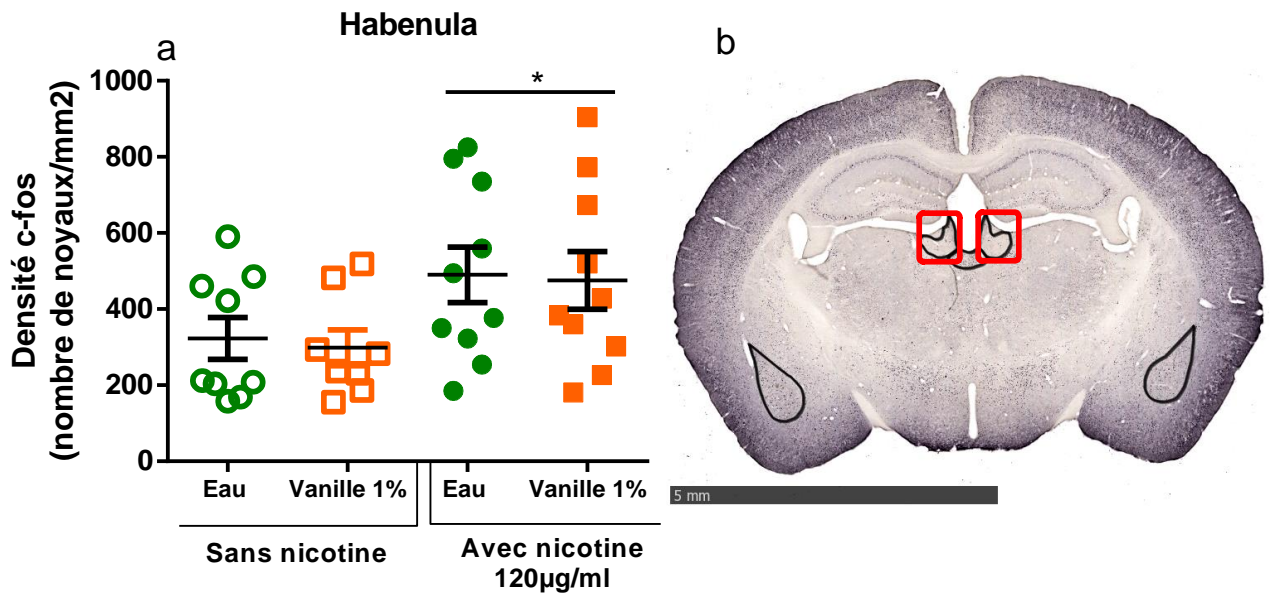 Habenula
a
b
Densité c-fos
(nombre de noyaux/mm2)
1000
800
600
400
200
0
*
Eau
Vanille 1%
Eau
Vanille 1%
Sans nicotine
Avec nicotine
120µg/ml
5 mm